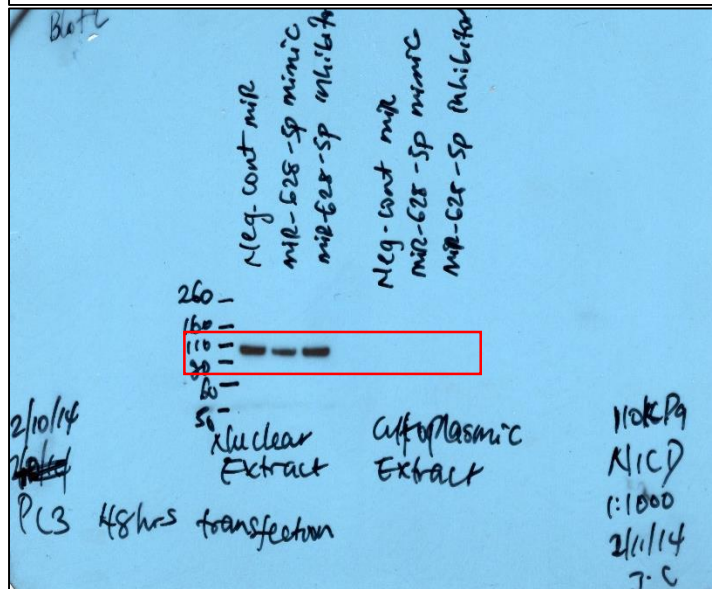 Blot L
Neg-cont miR
miR-628-5p mimic
miR-628-5p inhibitor
Neg-cont miR
miR-628-5p mimic
miR-628-5p inhibitor
260
160
110
80
60
50
2/10/14
Nuclear
Extract
Cytoplasmic
Extract
PC3 48hrs transfection
110KDa
NICD
1:1000
2/11/14
J.C